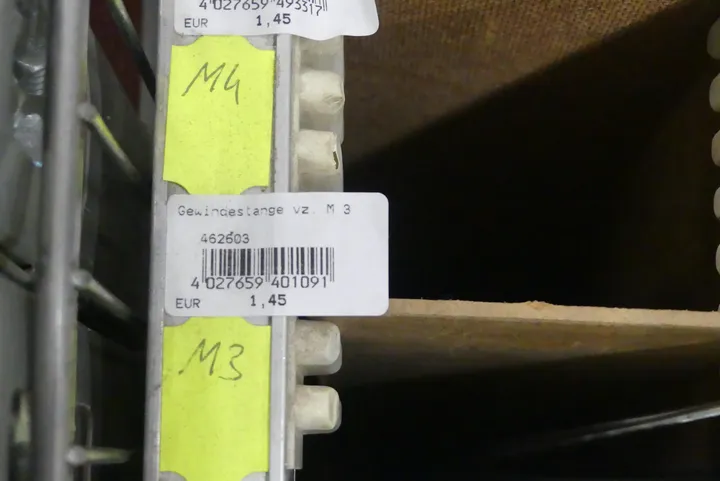 4 027659 493317
EUR 1,45
M4
Gewindestange vz. M 3
462603
4 027659 401091
EUR 1,45
M3